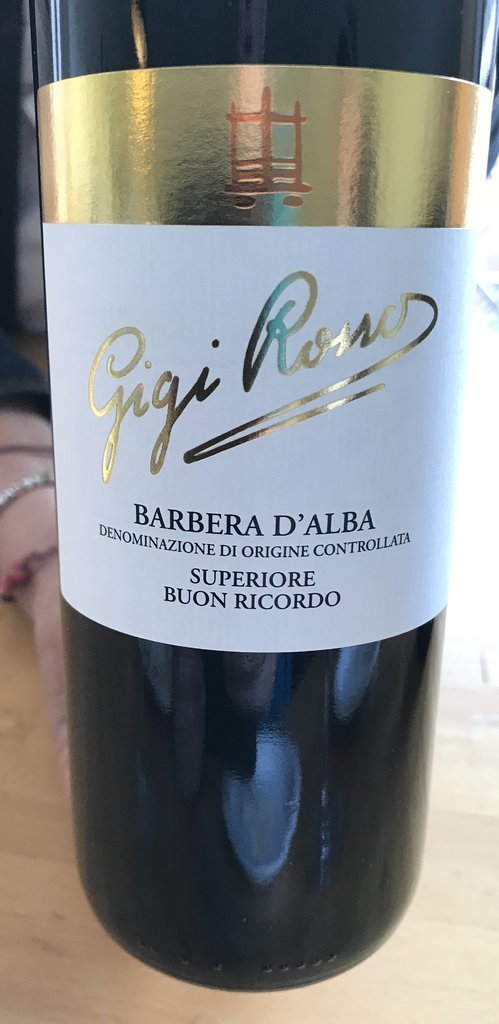 Gigi Rosso
BARBERA D'ALBA
DENOMINAZIONE DI ORIGINE CONTROLLATA
SUPERIORE
BUON RICORDO